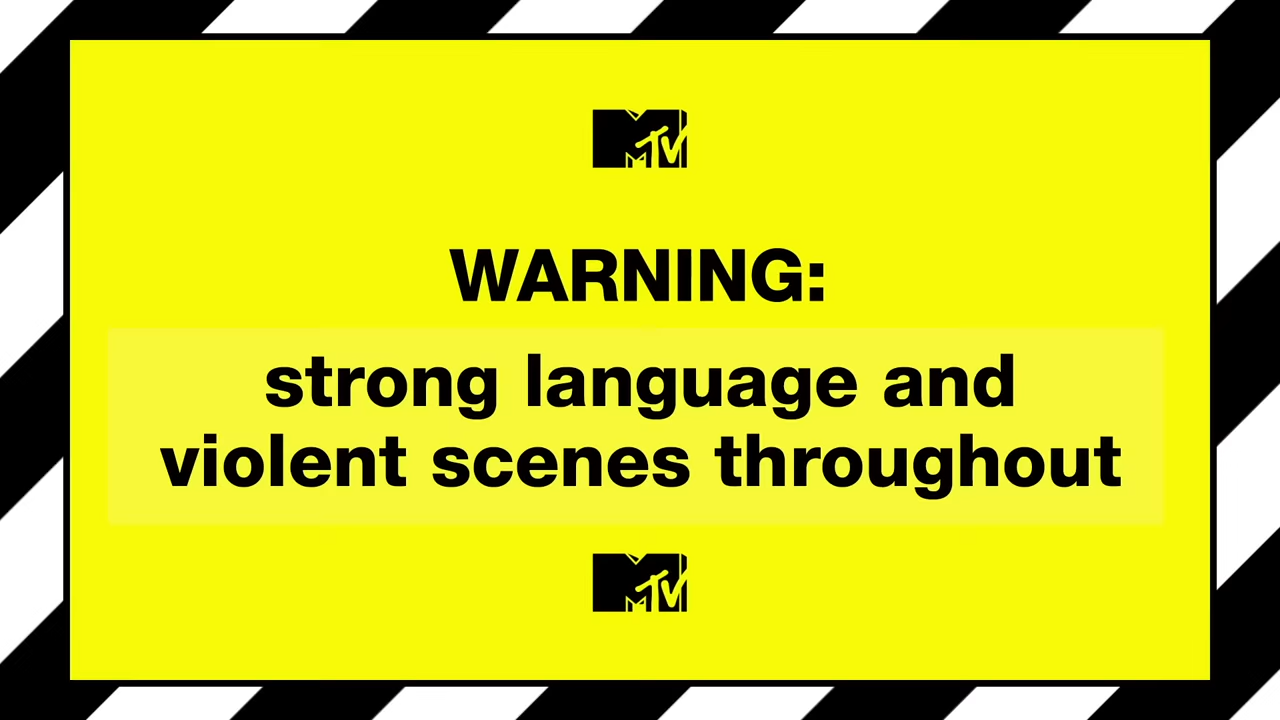 MTV
WARNING:
strong language and
violent scenes throughout
MTV